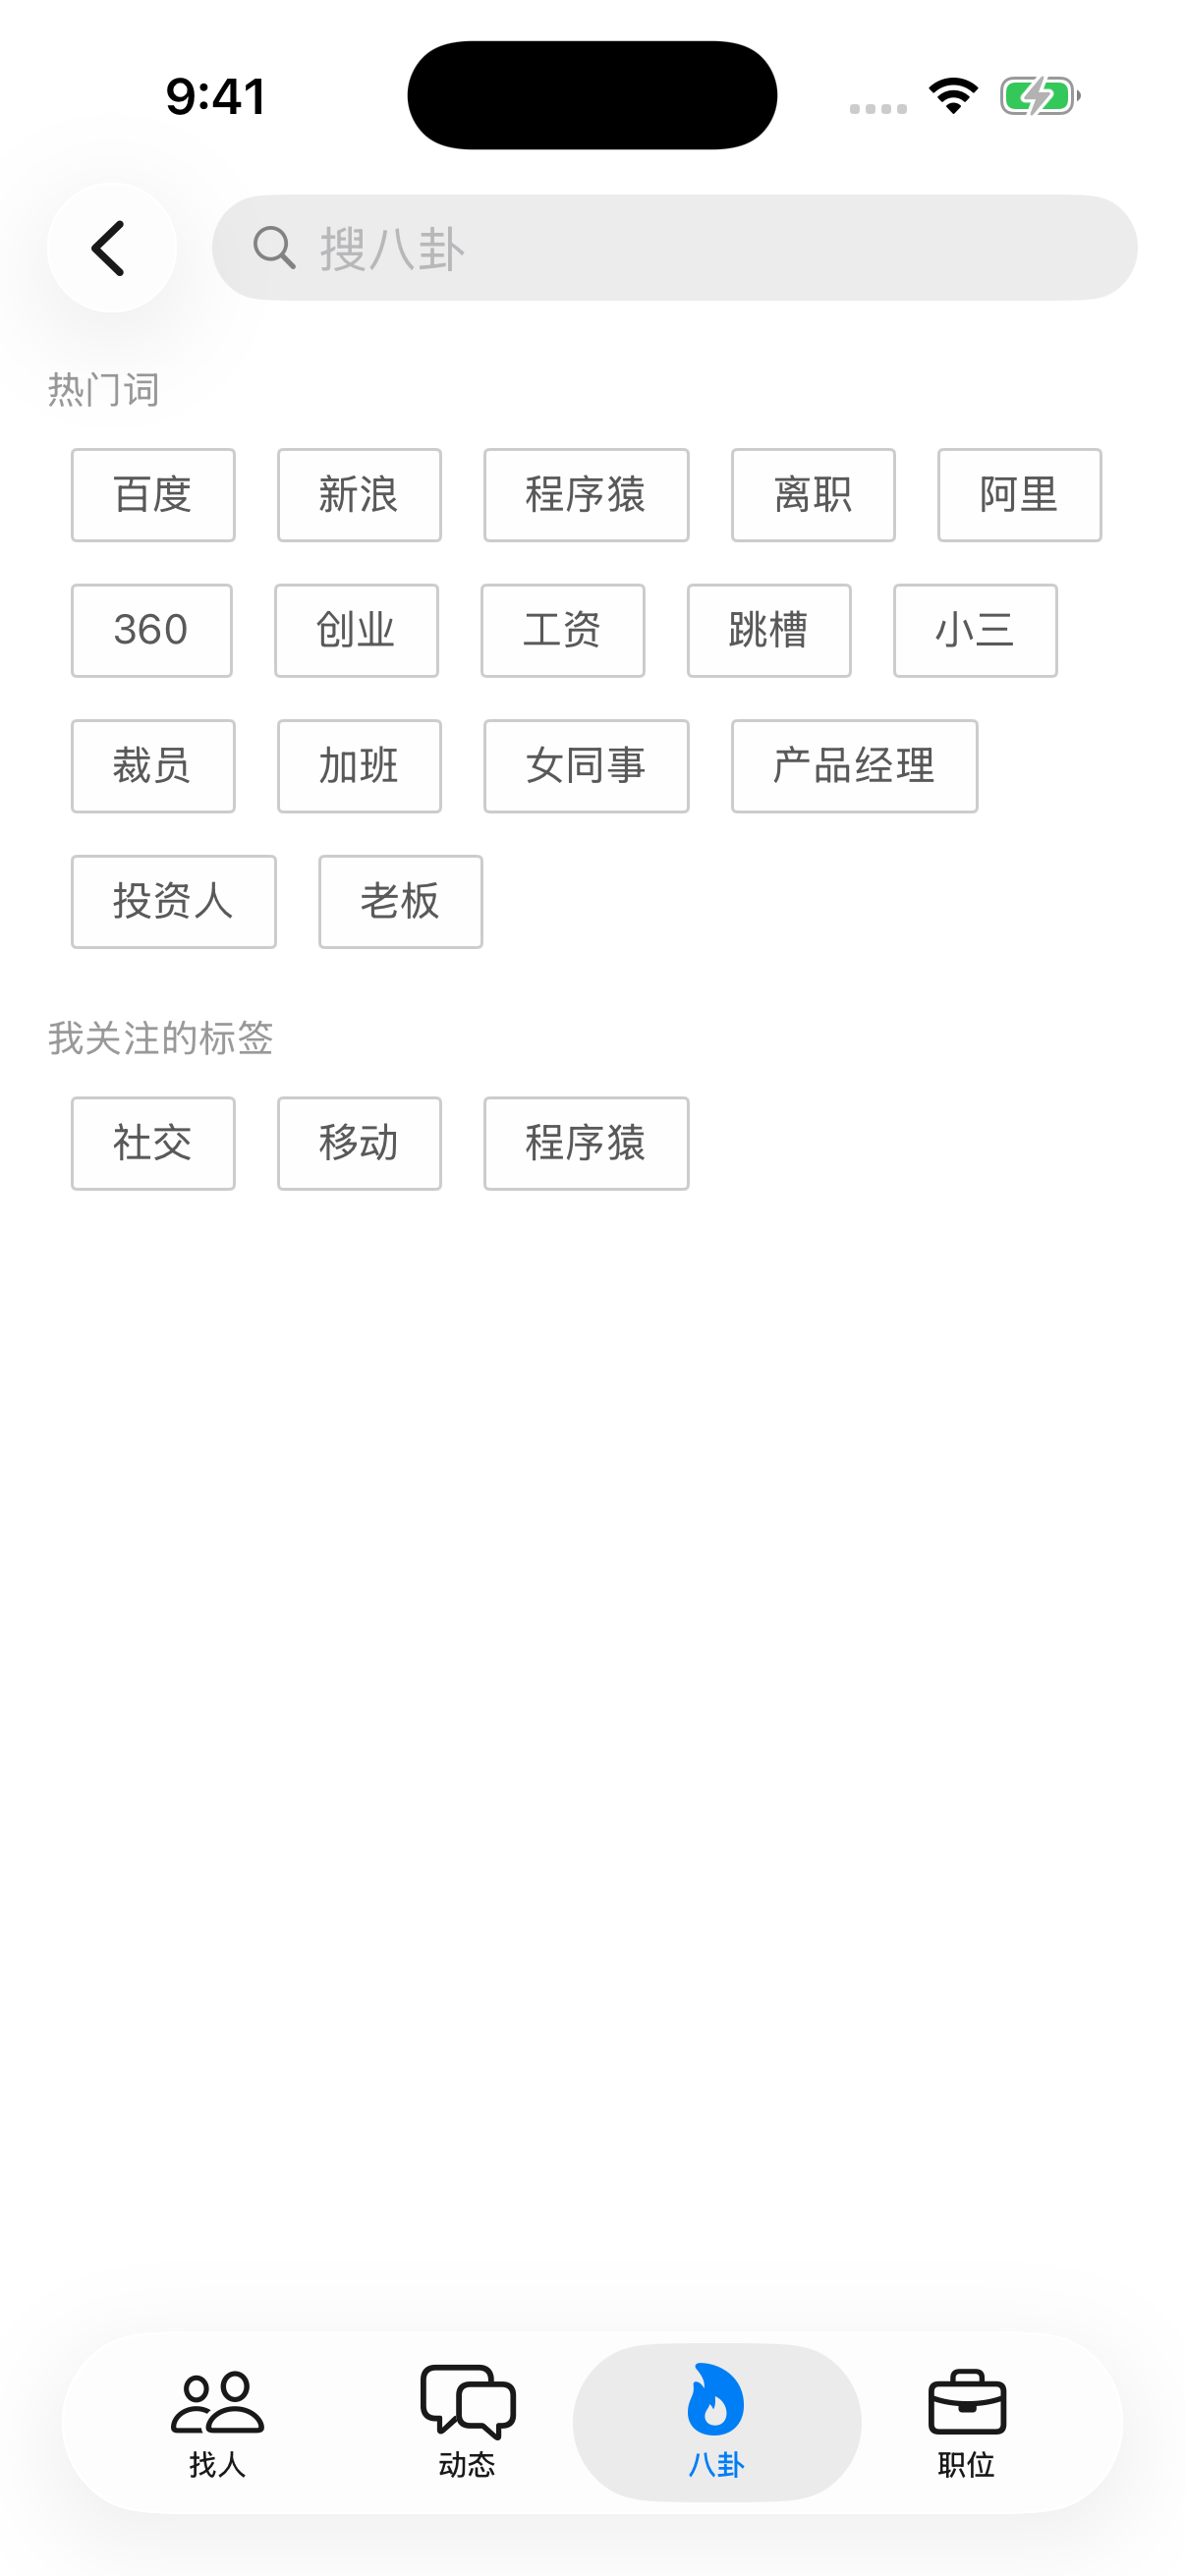 9:41
搜八卦
热门词
百度 新浪 程序猿 离职 阿里
360 创业 工资 跳槽 小三
裁员 加班 女同事 产品经理
投资人 老板
我关注的标签
社交 移动 程序猿
找人 动态 八卦 职位